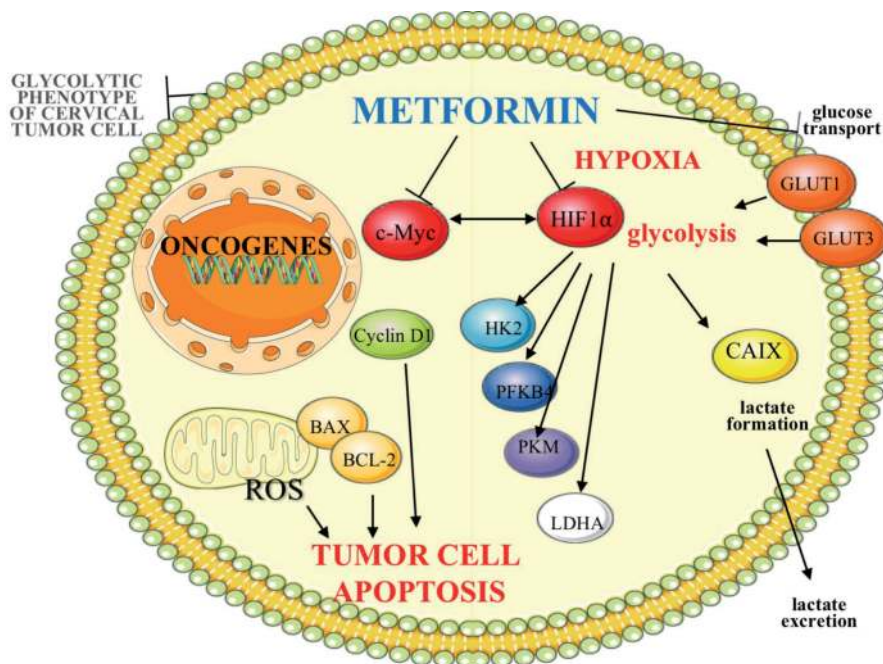 GLYCOLYTIC
PHENOTYPE
OF CERVICAL
TUMOR CELL
METFORMIN
glucose
transport
HYPOXIA
GLUT1
c-Myc
HIF1α
glycolysis
GLUT3
ONCOGENES
Cyclin D1
HK2
CAIX
PFKB4
BAX
lactate
formation
BCL-2
PKM
ROS
LDHA
TUMOR CELL
APOPTOSIS
lactate
excretion